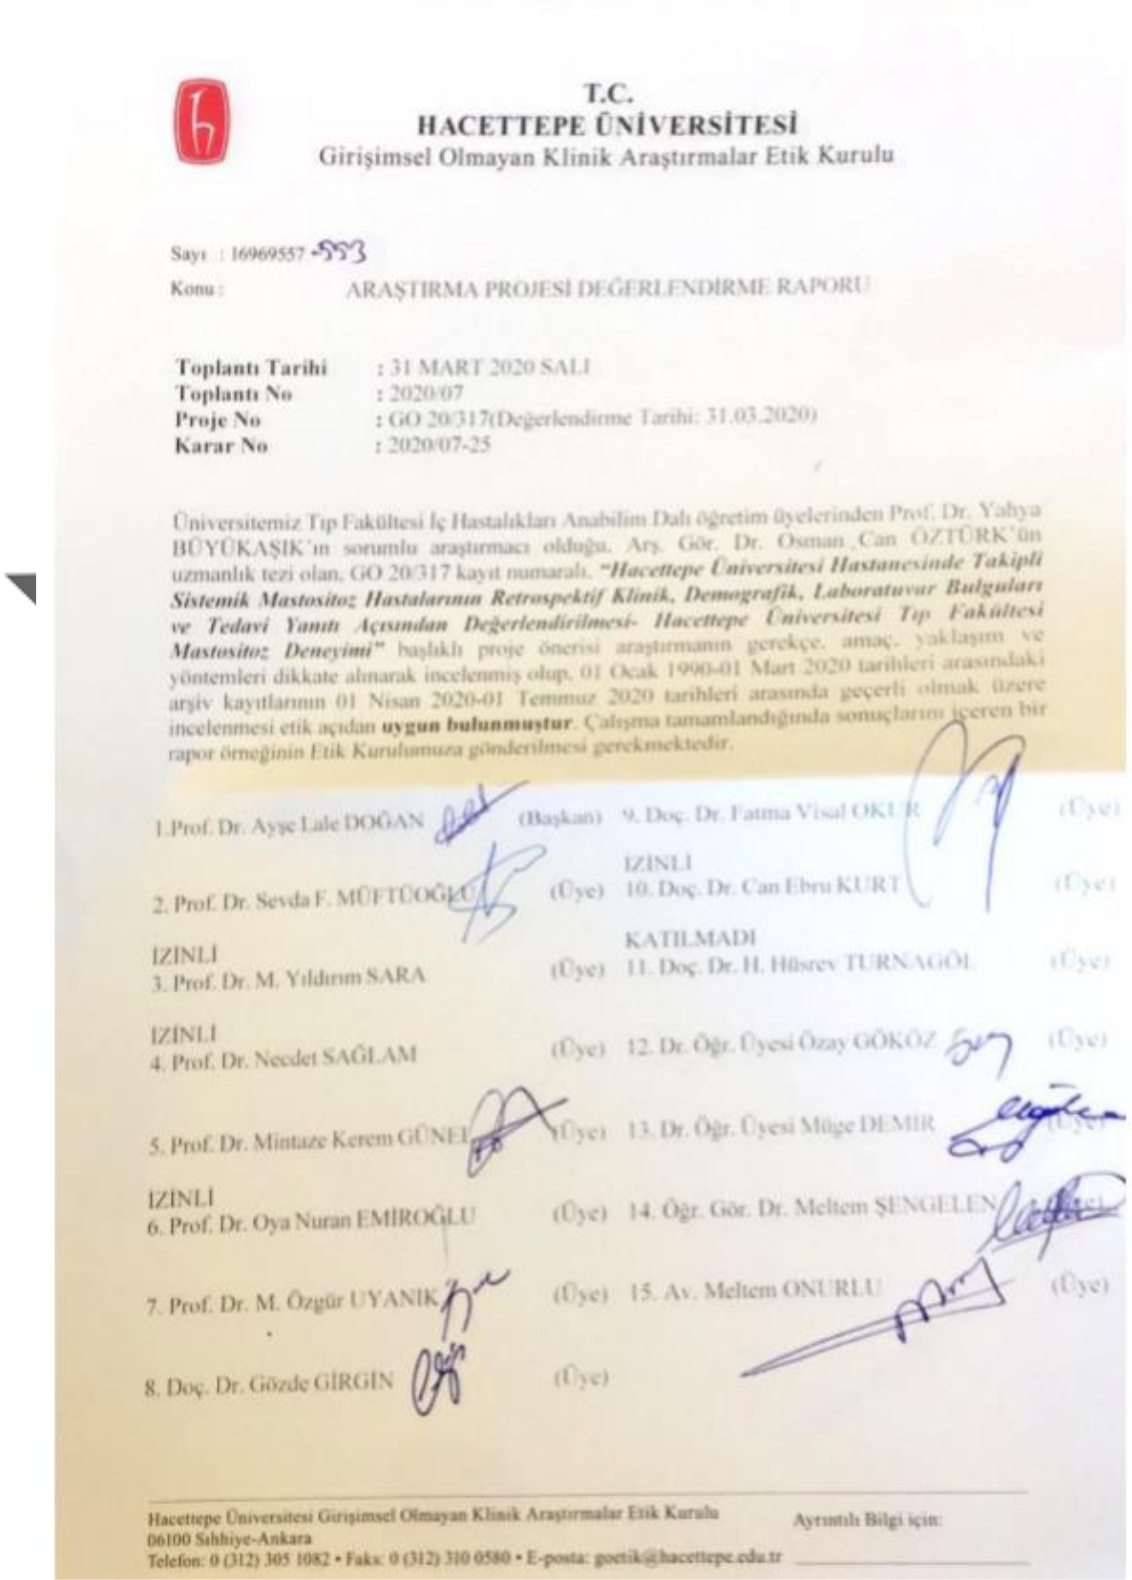 T.C.
HACETTEPE ÜNİVERSİTESİ
Girişimsel Olmayan Klinik Araştırmalar Etik Kurulu
Sayı : 16969557 -553
Konu : ARAŞTIRMA PROJESİ DEĞERLENDİRME RAPORU
Toplantı Tarihi : 31 MART 2020 SALI
Toplantı No : 2020/07
Proje No : GO 20/317(Değerlendirme Tarihi: 31.03.2020)
Karar No : 2020/07-25
Üniversitemiz Tıp Fakültesi İç Hastalıkları Anabilim Dalı öğretim üyelerinden Prof. Dr. Yahya
BÜYÜKAŞIK'ın sorumlu araştırmacı olduğu, Arş. Gör. Dr. Osman Can ÖZTÜRK'ün
uzmanlık tezi olan, GO 20/317 kayıt numaralı, "Hacettepe Üniversitesi Hastanesinde Takipli
Sistemik Mastositoz Hastalarının Retrospektif Klinik, Demografik, Laboratuvar Bulguları
ve Tedavi Yanıtı Açısından Değerlendirilmesi- Hacettepe Üniversitesi Tıp Fakültesi
Mastositoz Deneyimi" başlıklı proje önerisi araştırmanın gerekçe, amaç, yaklaşım ve
yöntemleri dikkate alınarak incelenmiş olup, 01 Ocak 1990-01 Mart 2020 tarihleri arasındaki
arşiv kayıtlarının 01 Nisan 2020-01 Temmuz 2020 tarihleri arasında geçerli olmak üzere
incelenmesi etik açıdan uygun bulunmuştur. Çalışma tamamlandığında sonuçlarını içeren bir
rapor örneğinin Etik Kurulumuza gönderilmesi gerekmektedir.
1.Prof. Dr. Ayşe Lale DOĞAN (Başkan) 9. Doç. Dr. Fatma Visal OKUR (Üye)
İZİNLİ
2. Prof. Dr. Sevda F. MÜFTÜOĞLU (Üye) 10. Doç. Dr. Can Ebru KURT (Üye)
İZİNLİ KATILMADI
3. Prof. Dr. M. Yıldırım SARA (Üye) 11. Doç. Dr. H. Hüsrev TURNAGÖL (Üye)
İZİNLİ
4. Prof. Dr. Necdet SAĞLAM (Üye) 12. Dr. Öğr. Üyesi Özay GÖKÖZ (Üye)
5. Prof. Dr. Mintaze Kerem GÜNEL (Üye) 13. Dr. Öğr. Üyesi Müge DEMİR (Üye)
İZİNLİ
6. Prof. Dr. Oya Nuran EMİROĞLU (Üye) 14. Öğr. Gör. Dr. Meltem ŞENGELEN
7. Prof. Dr. M. Özgür UYANIK (Üye) 15. Av. Meltem ONURLU (Üye)
8. Doç. Dr. Gözde GİRGİN (Üye)
Hacettepe Üniversitesi Girişimsel Olmayan Klinik Araştırmalar Etik Kurulu Ayrıntılı Bilgi için:
06100 Sıhhiye-Ankara
Telefon: 0 (312) 305 1082 • Faks: 0 (312) 310 0580 • E-posta: goetik@hacettepe.edu.tr